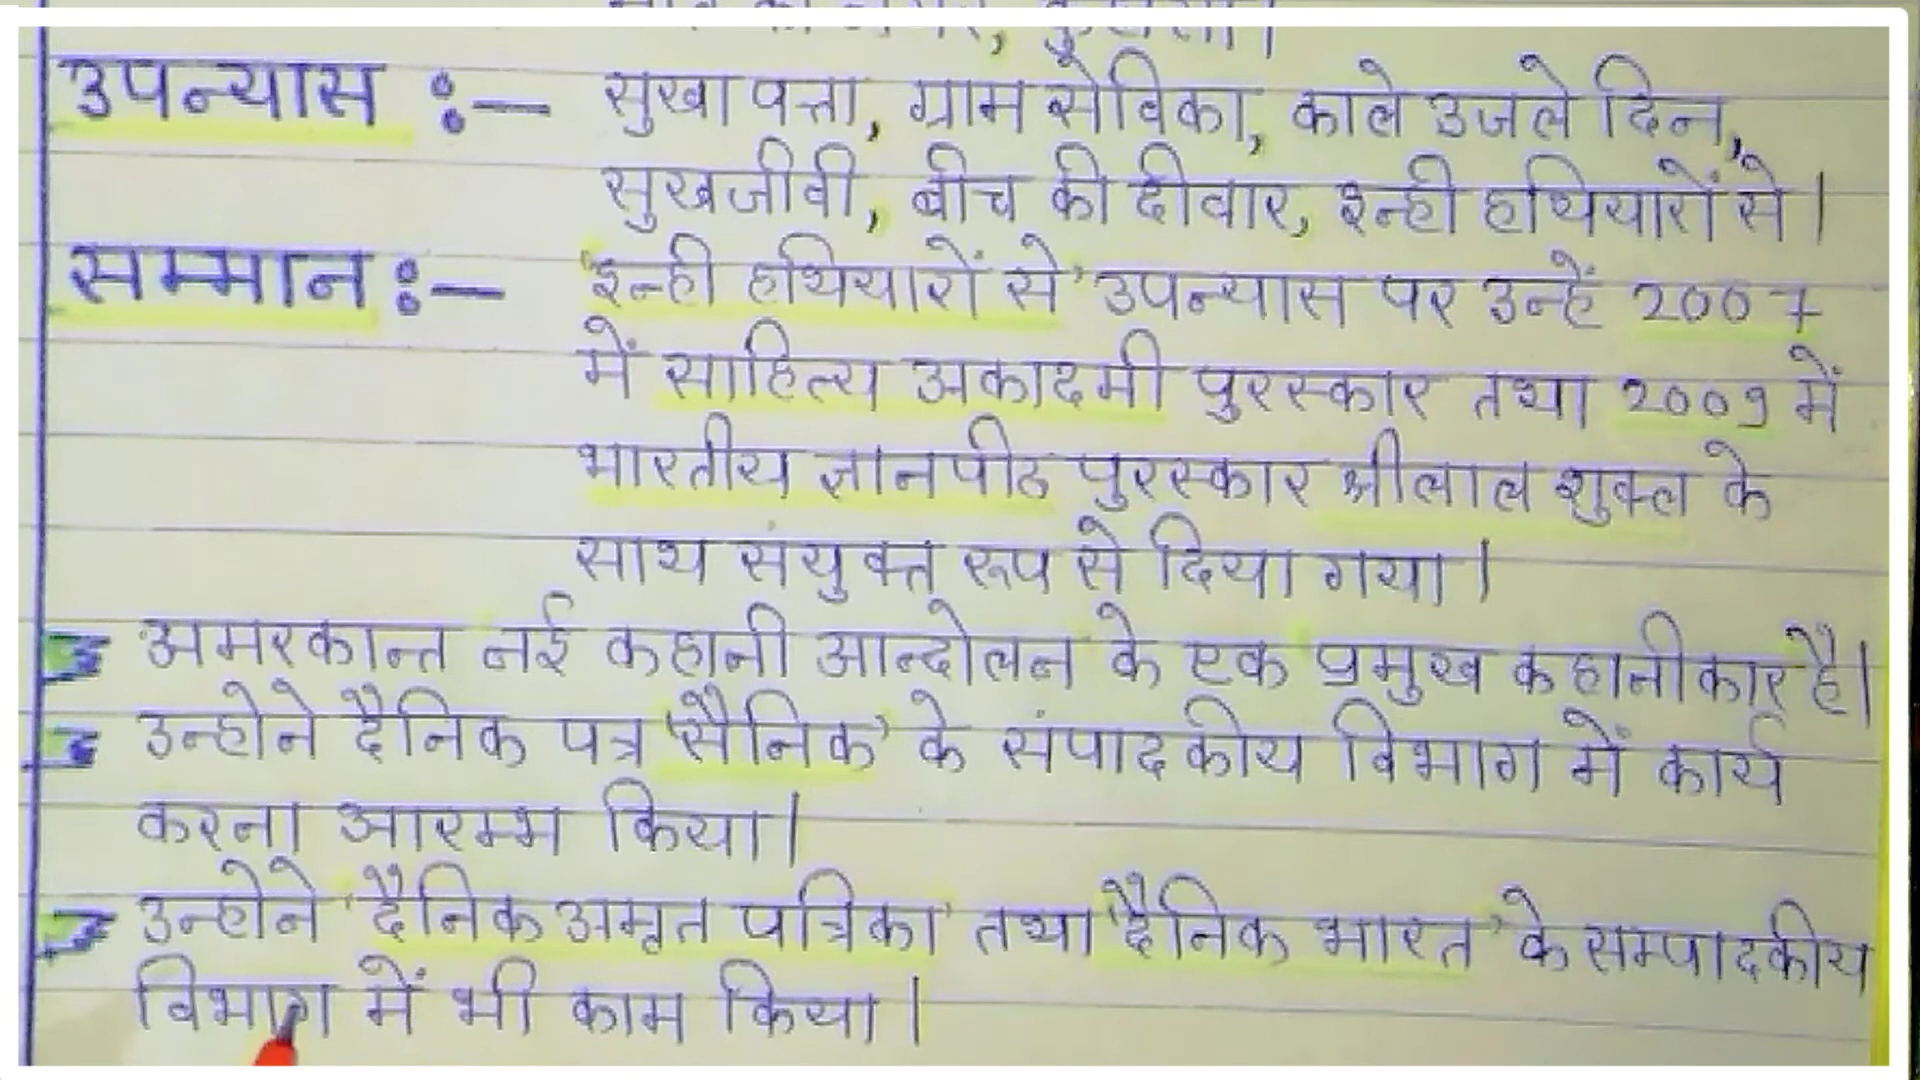 उपन्यास :— सुखा पत्ता, ग्राम सेविका, काले उजले दिन,
सुखजीवी, बीच की दीवार, इन्ही हथियारों से।
सम्मान :— 'इन्ही हथियारों से' उपन्यास पर उन्हें 2007
में साहित्य अकादमी पुरस्कार तथा 2009 में
भारतीय ज्ञानपीठ पुरस्कार श्रीलाल शुक्ल के
साथ संयुक्त रूप से दिया गया।
अमरकान्त नई कहानी आन्दोलन के एक प्रमुख कहानीकार है।
उन्होने दैनिक पत्र 'सैनिक' के संपादकीय विभाग में कार्य
करना आरम्भ किया।
उन्होने 'दैनिक अमृत पत्रिका' तथा 'दैनिक भारत' के सम्पादकीय
विभाग में भी काम किया।